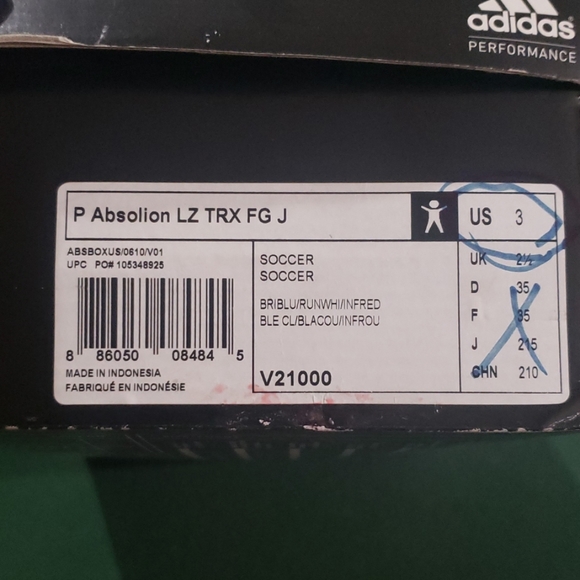 adidas
PERFORMANCE
P Absolion LZ TRX FG J
US 3
ABSBOXUS/0610/V01
UPC PO# 105348925
8 86050 08484 5
MADE IN INDONESIA
FABRIQUÉ EN INDONÉSIE
SOCCER
SOCCER
BRIBLU/RUNWHI/INFRED
BLE CL/BLACOU/INFROU
V21000
UK 2½
D 35
F 35
J 215
CHN 210